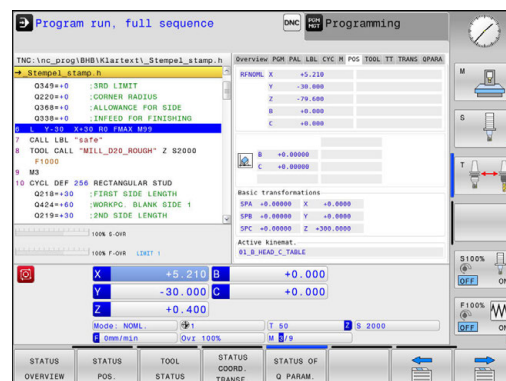 Program run, full sequence
DNC
PGM MGT
Programming
TNC:\nc_prog\BHB\Klartext\_Stempel_stamp.h
→_Stempel_stamp.h
Q349=+0 ;3RD LIMIT
Q220=+0 ;CORNER RADIUS
Q368=+0 ;ALLOWANCE FOR SIDE
Q338=+0 ;INFEED FOR FINISHING
6 L Y-30 X+30 R0 FMAX M99
7 CALL LBL "safe"
8 TOOL CALL "MILL_D20_ROUGH" Z S2000
F1000
9 M3
10 CYCL DEF 256 RECTANGULAR STUD
Q218=+30 ;FIRST SIDE LENGTH
Q424=+60 ;WORKPC. BLANK SIDE 1
Q219=+30 ;2ND SIDE LENGTH
100% S-OVR
100% F-OVR LIMIT 1
Overview PGM PAL LBL CYC M POS TOOL TT TRANS QPARA
RFNOML X +5.210
Y -30.000
Z -79.600
B +0.000
C +0.000
B +0.00000
C +0.00000
Basic transformations
SPA +0.00000 X +0.0000
SPB +0.00000 Y +0.0000
SPC +0.00000 Z +300.0000
Active kinemat.
01_B_HEAD_C_TABLE
X +5.210 B +0.000
Y -30.000 C +0.000
Z +0.400
Mode: NOML. 1 T 50 Z S 2000
F 0mm/min Ovr 100% M 3/9
M
S
T
S100%
OFF ON
F100%
OFF ON
STATUS OVERVIEW
STATUS POS.
TOOL STATUS
STATUS COORD. TRANSF.
STATUS OF Q PARAM.